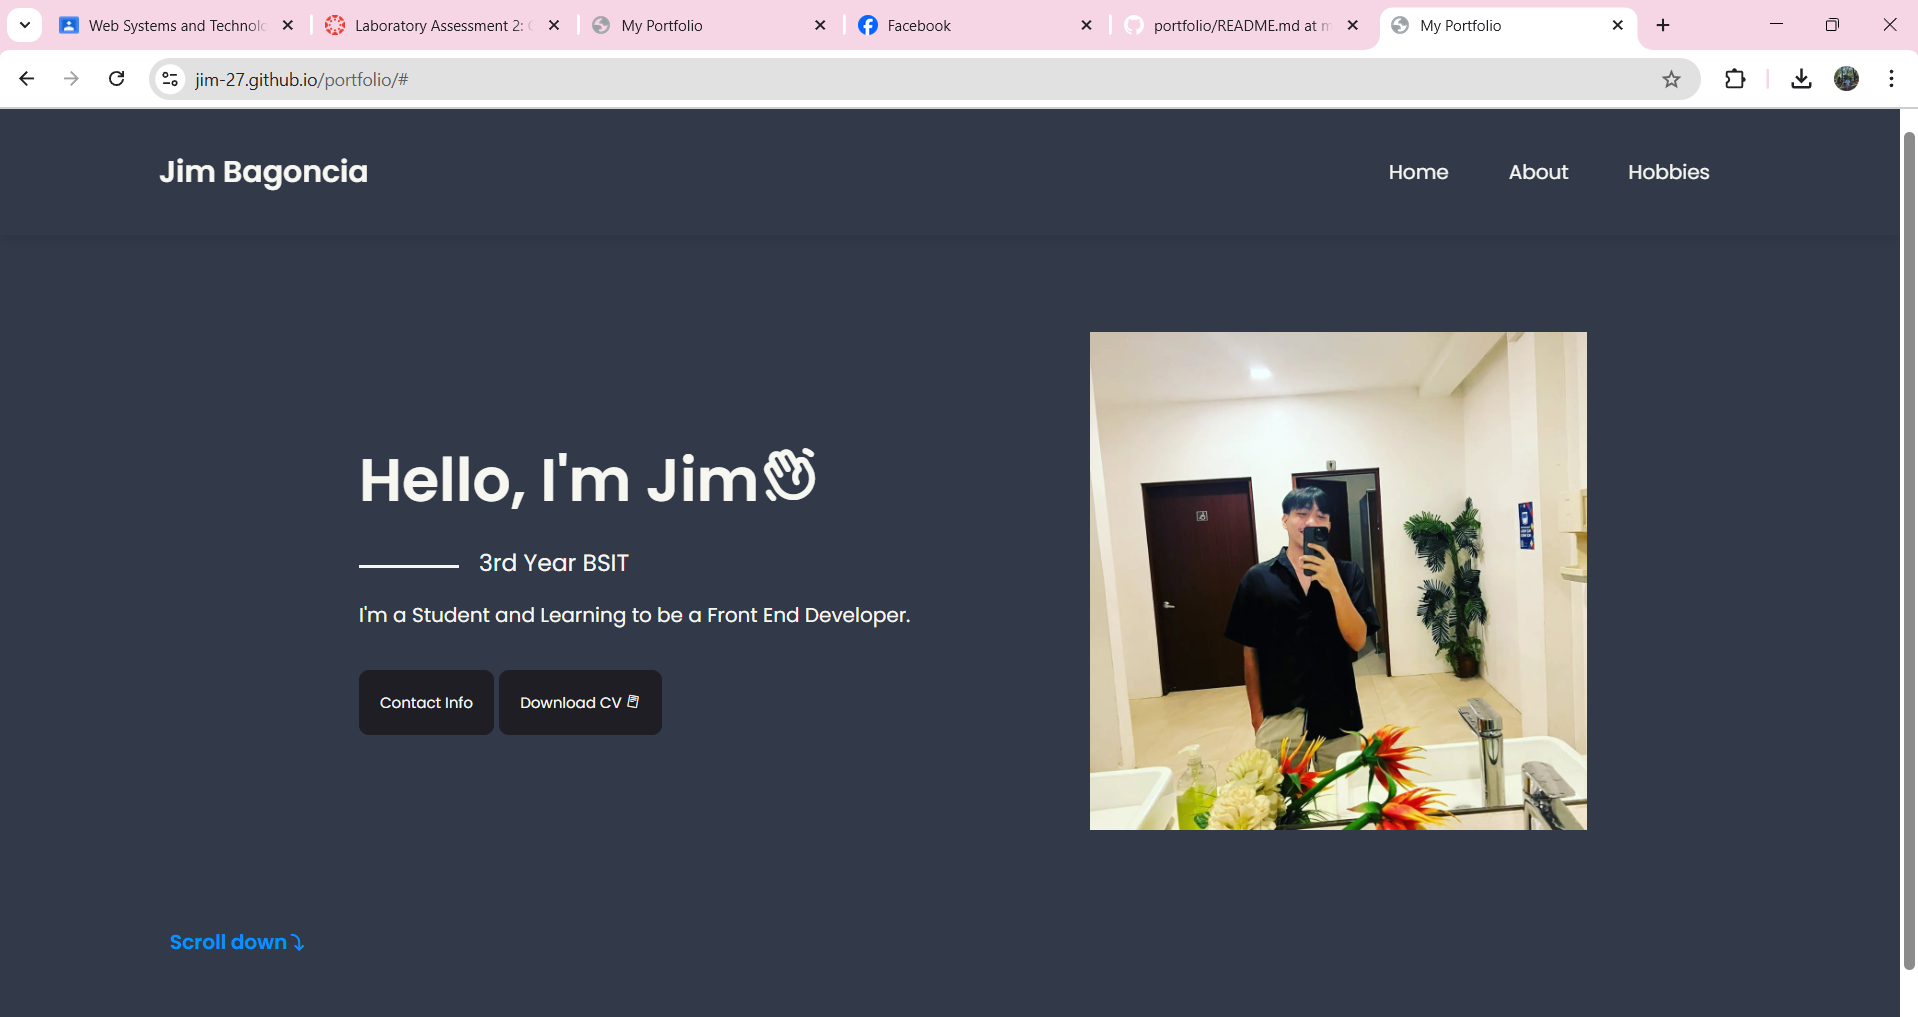 Web Systems and Technolo
Laboratory Assessment 2: C
My Portfolio
Facebook
portfolio/README.md at m
My Portfolio
jim-27.github.io/portfolio/#
Jim Bagoncia
Home
About
Hobbies
Hello, I'm Jim
3rd Year BSIT
I'm a Student and Learning to be a Front End Developer.
Contact Info
Download CV
Scroll down